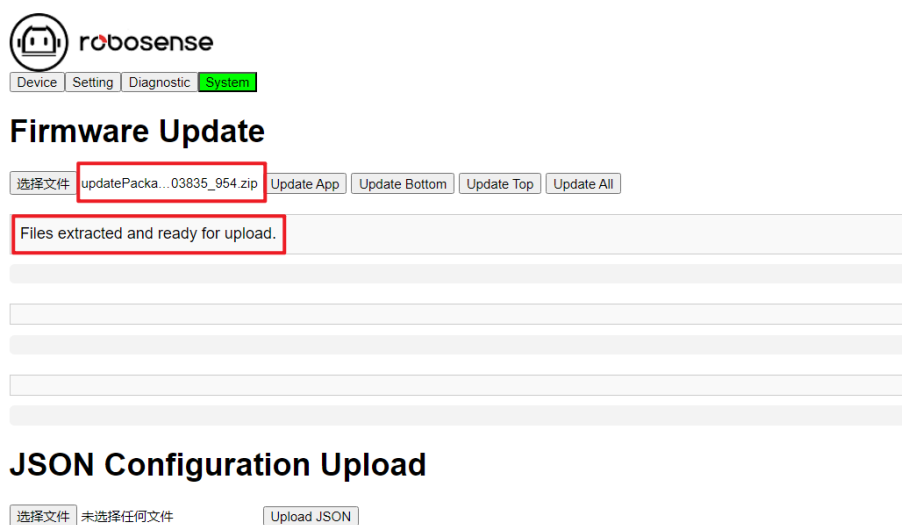 robosense
Device Setting Diagnostic System
Firmware Update
选择文件 updatePacka...03835_954.zip Update App Update Bottom Update Top Update All
Files extracted and ready for upload.
JSON Configuration Upload
选择文件 未选择任何文件 Upload JSON